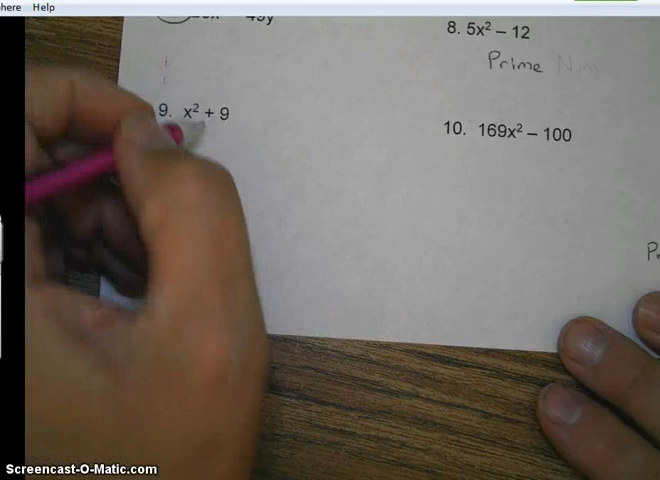 Help
8. 5x² – 12
Prime
9. x² + 9
10. 169x² – 100
Screencast-O-Matic.com